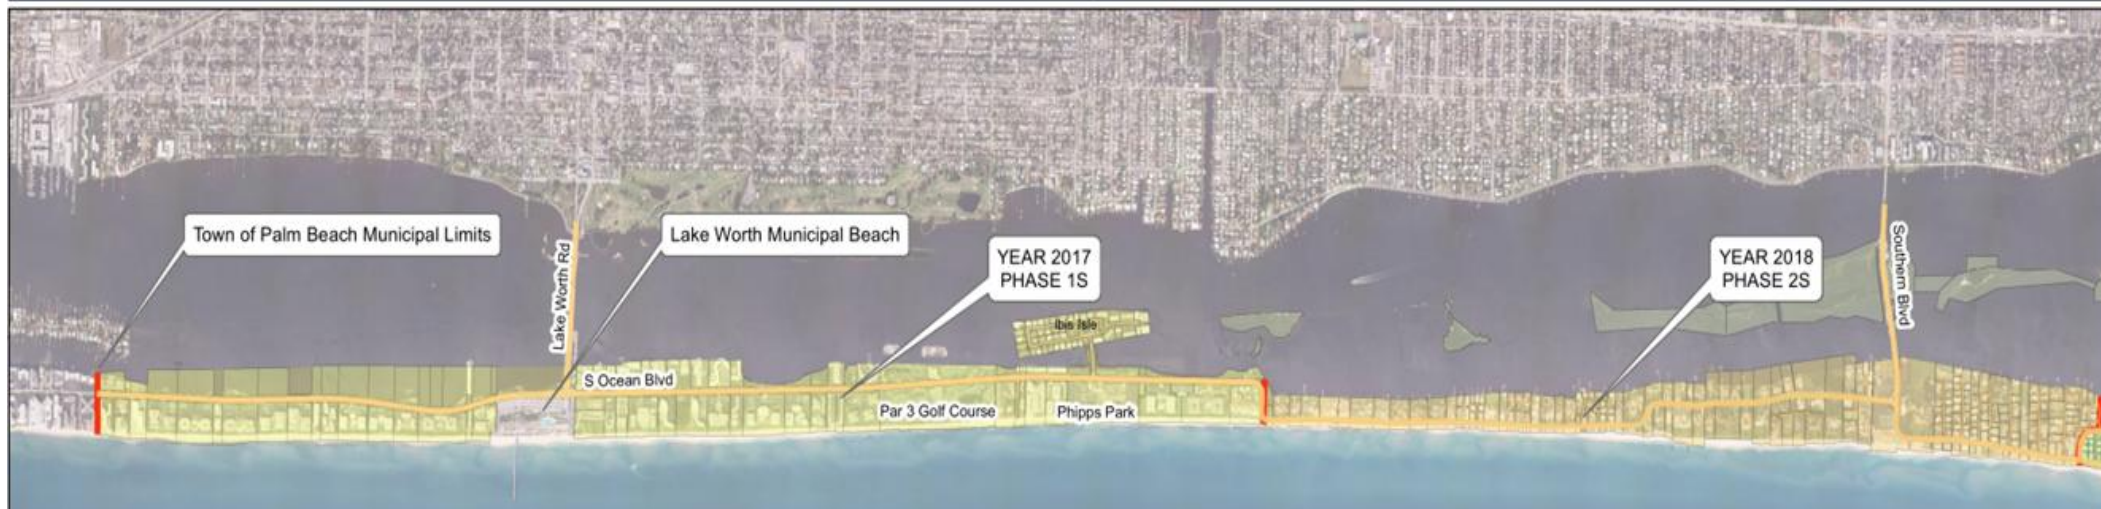 Town of Palm Beach Municipal Limits
Lake Worth Rd
Lake Worth Municipal Beach
YEAR 2017
PHASE 1S
YEAR 2018
PHASE 2S
Southern Blvd
Ibis Isle
S Ocean Blvd
Par 3 Golf Course
Phipps Park